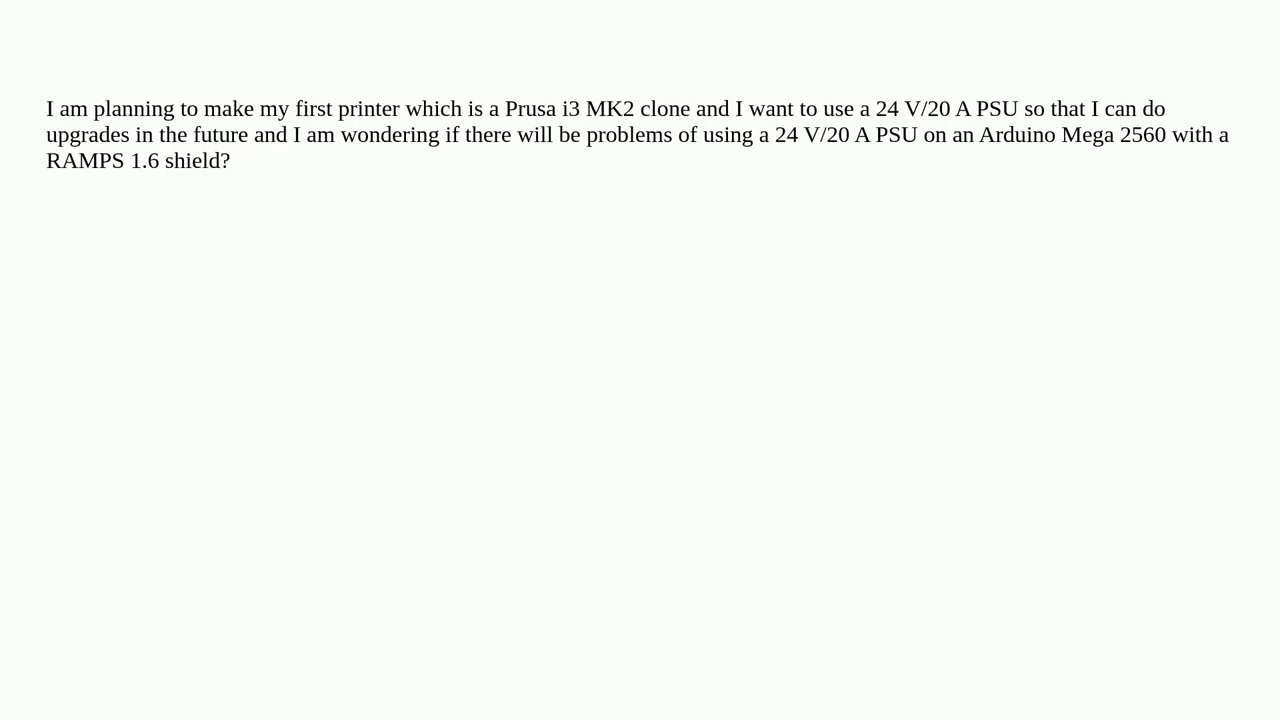 I am planning to make my first printer which is a Prusa i3 MK2 clone and I want to use a 24 V/20 A PSU so that I can do
upgrades in the future and I am wondering if there will be problems of using a 24 V/20 A PSU on an Arduino Mega 2560 with a
RAMPS 1.6 shield?